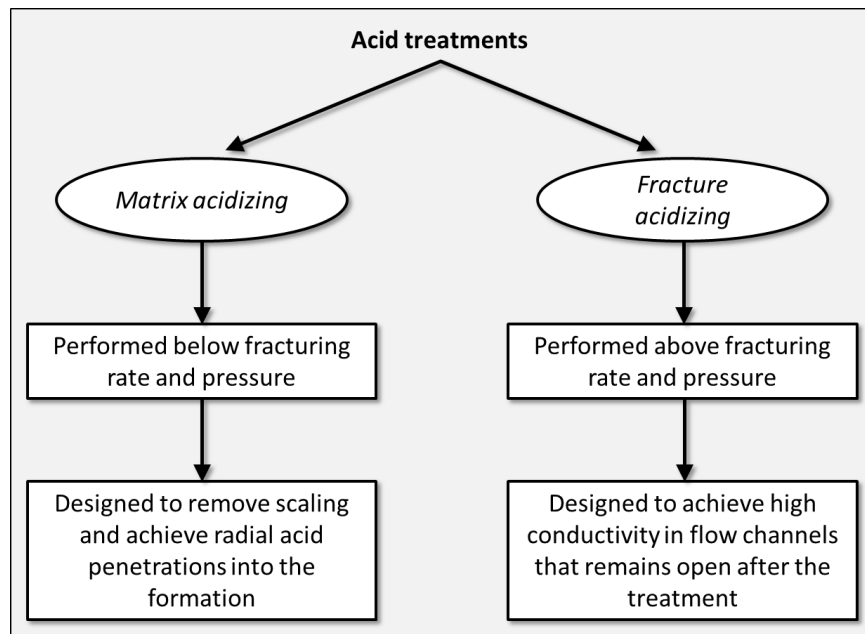 Acid treatments
Matrix acidizing
Fracture
acidizing
Performed below fracturing
rate and pressure
Performed above fracturing
rate and pressure
Designed to remove scaling
and achieve radial acid
penetrations into the
formation
Designed to achieve high
conductivity in flow channels
that remains open after the
treatment